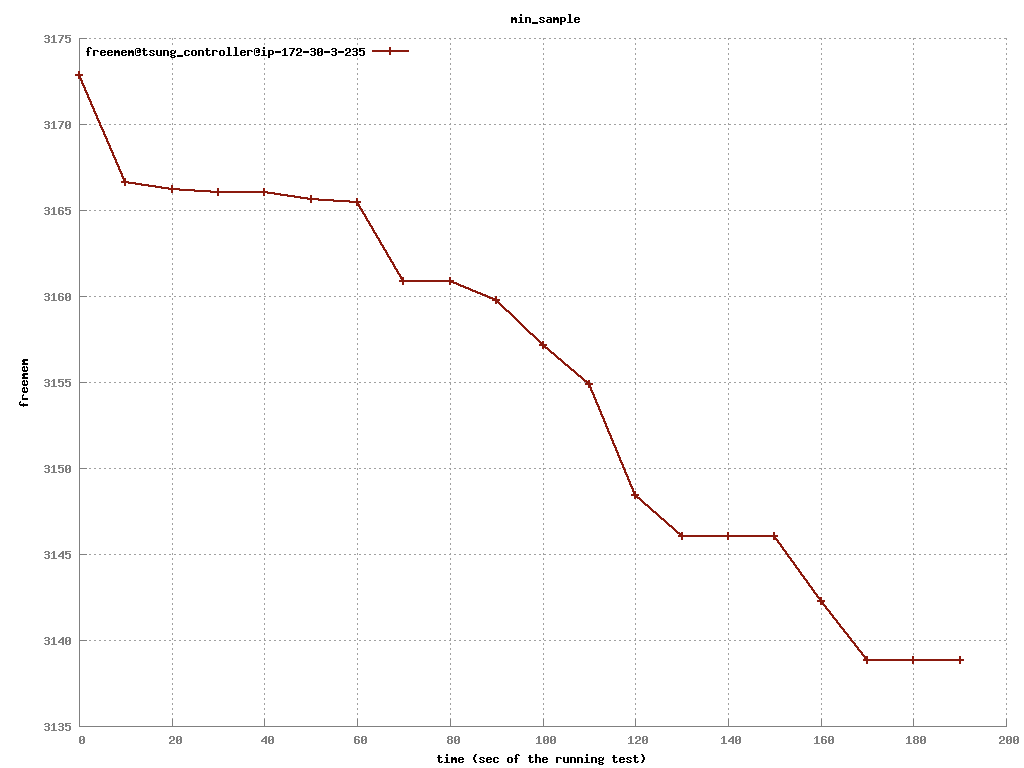 min_sample
3175
freemem@tsung_controller@ip-172-30-3-235
3170
3165
3160
3155
3150
3145
3140
3135
freemem
0 20 40 60 80 100 120 140 160 180 200
time (sec of the running test)